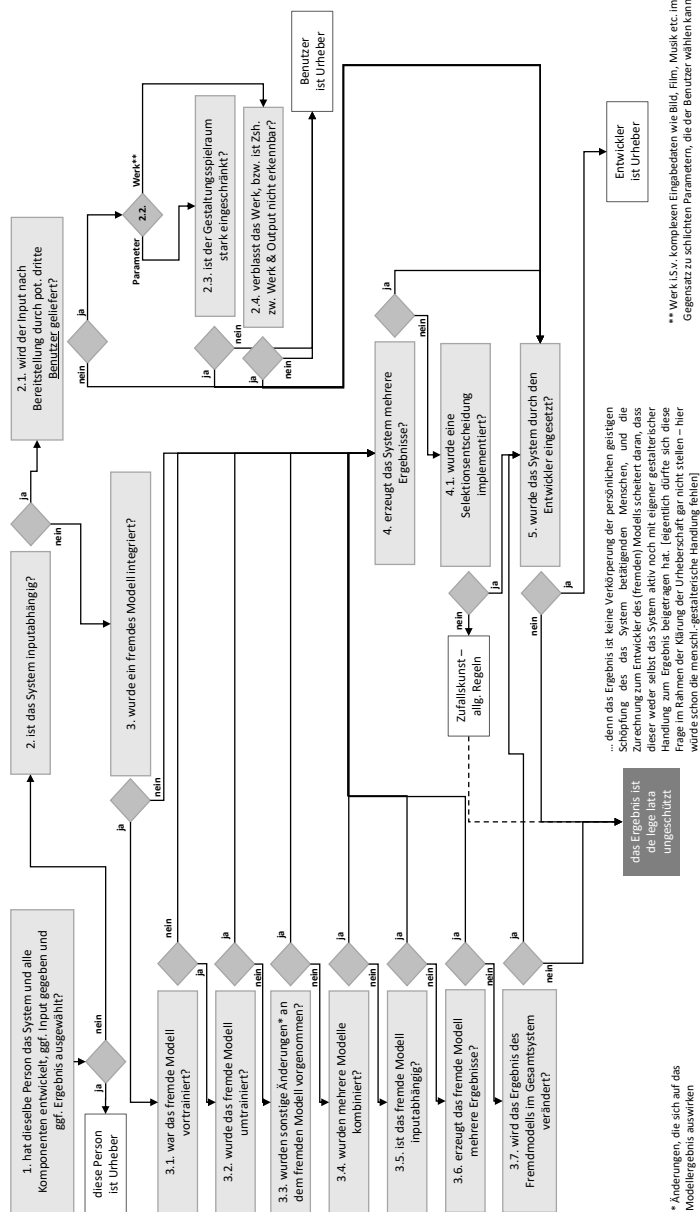 1. hat dieselbe Person das System und alle
Komponenten entwickelt, ggf. Input gegeben und
ggf. Ergebnis ausgewählt?
ja
nein
diese Person
ist Urheber
2. ist das System inputabhängig?
ja
nein
2.1. wird der Input nach
Bereitstellung durch pot. dritte
Benutzer geliefert?
ja
nein
2.2.
Parameter
Werk**
2.3. ist der Gestaltungsspielraum
stark eingeschränkt?
ja
nein
2.4. verblasst das Werk, bzw. ist Zsh.
zw. Werk & Output nicht erkennbar?
ja
nein
Benutzer
ist Urheber
3. wurde ein fremdes Modell integriert?
ja
nein
3.1. war das fremde Modell
vortrainiert?
nein
ja
3.2. wurde das fremde Modell
umtrainiert?
ja
nein
3.3. wurden sonstige Änderungen* an
dem fremden Modell vorgenommen?
ja
nein
3.4. wurden mehrere Modelle
kombiniert?
ja
nein
3.5. ist das fremde Modell
inputabhängig?
ja
nein
3.6. erzeugt das fremde Modell
mehrere Ergebnisse?
ja
nein
3.7. wird das Ergebnis des
Fremdmodells im Gesamtsystem
verändert?
ja
nein
4. erzeugt das System mehrere
Ergebnisse?
ja
nein
4.1. wurde eine
Selektionsentscheidung
implementiert?
ja
nein
Zufallskunst –
allg. Regeln
5. wurde das System durch den
Entwickler eingesetzt?
ja
nein
Entwickler
ist Urheber
das Ergebnis ist
de lege lata
ungeschützt
... denn das Ergebnis ist keine Verkörperung der persönlichen geistigen
Schöpfung des das System betätigenden Menschen, und die
Zurechnung zum Entwickler des (fremden) Modells scheitert daran, dass
dieser weder selbst das System aktiv noch mit eigener gestalterischer
Handlung zum Ergebnis beigetragen hat. [eigentlich dürfte sich diese
Frage im Rahmen der Klärung der Urheberschaft gar nicht stellen – hier
würde schon die menschl.-gestalterische Handlung fehlen]
* Änderungen, die sich auf das
Modellergebnis auswirken
** Werk i.S.v. komplexen Eingabedaten wie Bild, Film, Musik etc. im
Gegensatz zu schlichten Parametern, die der Benutzer wählen kann